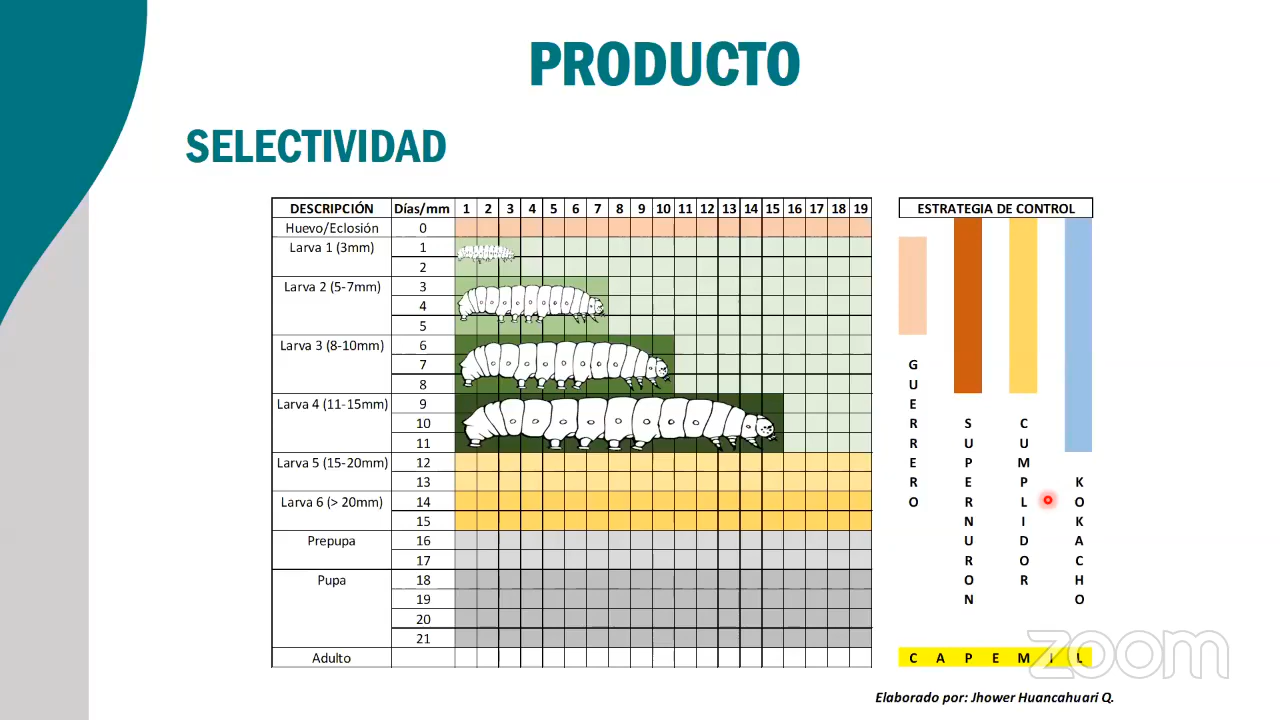 PRODUCTO
SELECTIVIDAD
DESCRIPCIÓN Días/mm 1 2 3 4 5 6 7 8 9 10 11 12 13 14 15 16 17 18 19
Huevo/Eclosión 0
Larva 1 (3mm) 1
2
Larva 2 (5-7mm) 3
4
5
Larva 3 (8-10mm) 6
7
8
Larva 4 (11-15mm) 9
10
11
Larva 5 (15-20mm) 12
13
Larva 6 (> 20mm) 14
15
Prepupa 16
17
Pupa 18
19
20
21
Adulto
ESTRATEGIA DE CONTROL
GUERRERO
SUPERNURON
CUMPLIDOR
KOKACHO
CAPEMIL
zoom
Elaborado por: Jhower Huancahuari Q.